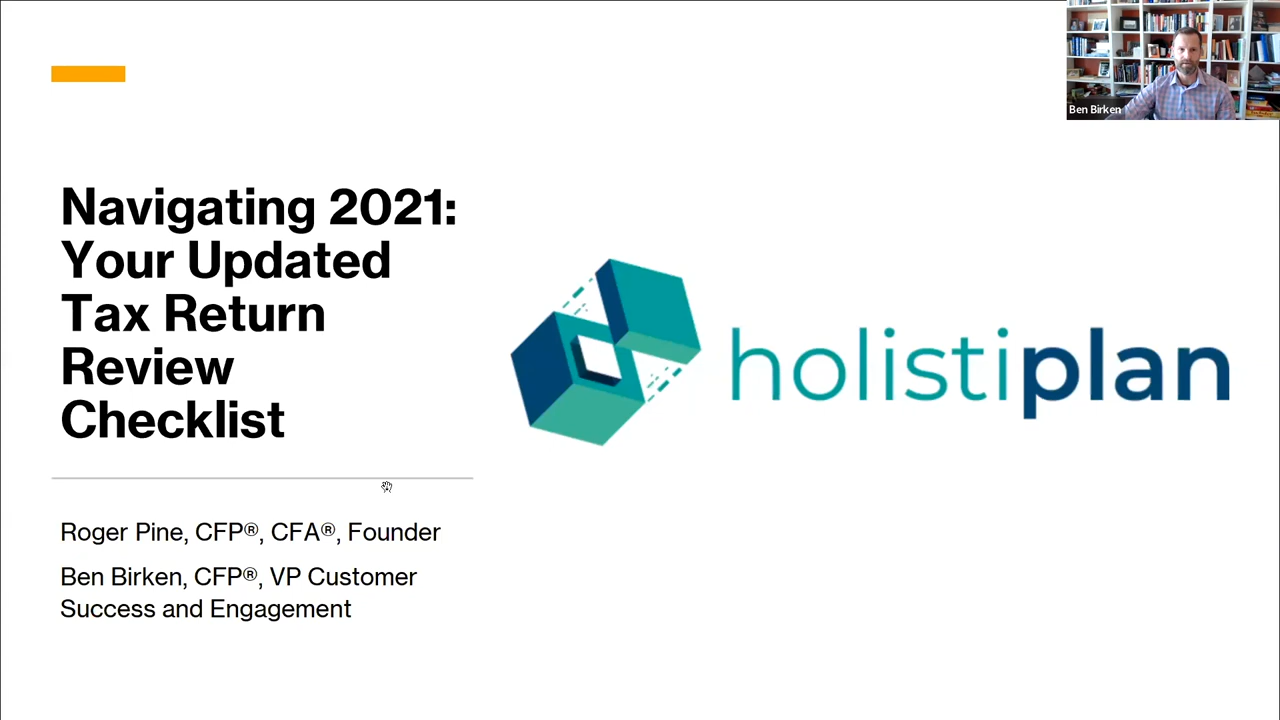 Ben Birken
Navigating 2021:
Your Updated
Tax Return
Review
Checklist
holistiplan
Roger Pine, CFP®, CFA®, Founder
Ben Birken, CFP®, VP Customer
Success and Engagement